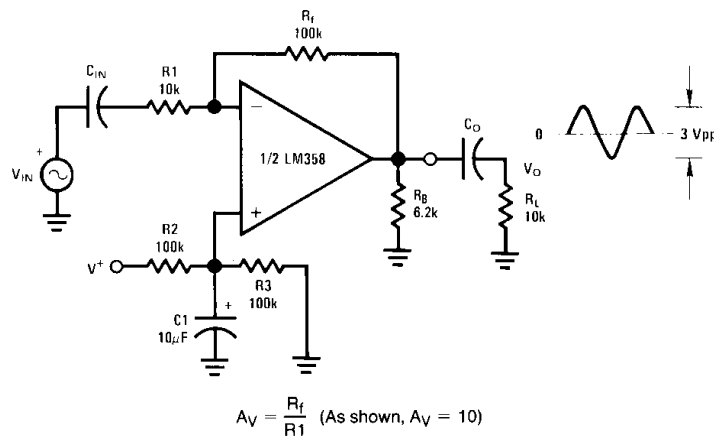 Rf
100k
CIN
R1
10k
−
1/2 LM358
+
+
VIN
R2
100k
V+
R3
100k
+
C1
10µF
RB
6.2k
CO
VO
RL
10k
0
3 Vpp
AV = Rf/R1 (As shown, AV = 10)